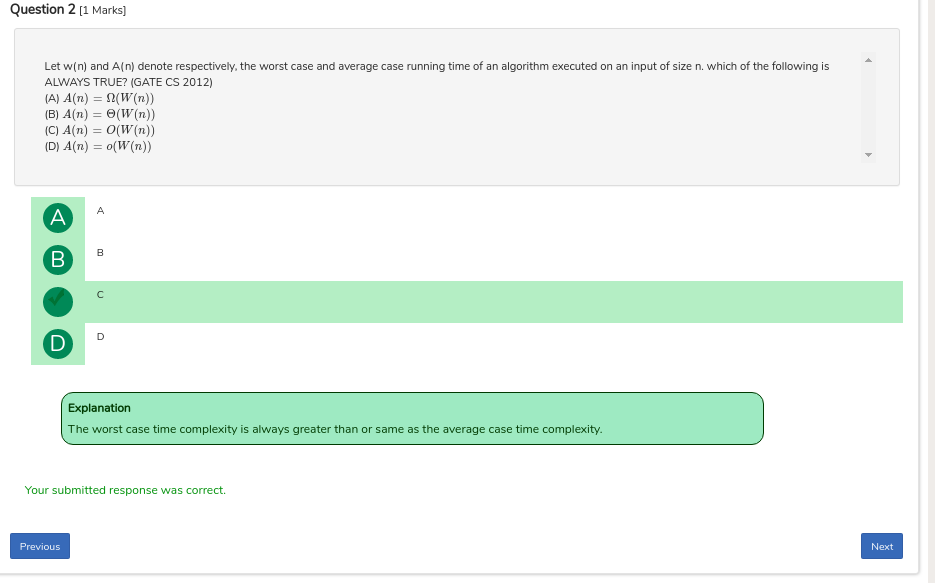 Question 2 [1 Marks]
Let w(n) and A(n) denote respectively, the worst case and average case running time of an algorithm executed on an input of size n. which of the following is
ALWAYS TRUE? (GATE CS 2012)
(A) A(n) = Ω(W(n))
(B) A(n) = Θ(W(n))
(C) A(n) = O(W(n))
(D) A(n) = o(W(n))
A A
B B
C
D D
Explanation
The worst case time complexity is always greater than or same as the average case time complexity.
Your submitted response was correct.
Previous
Next